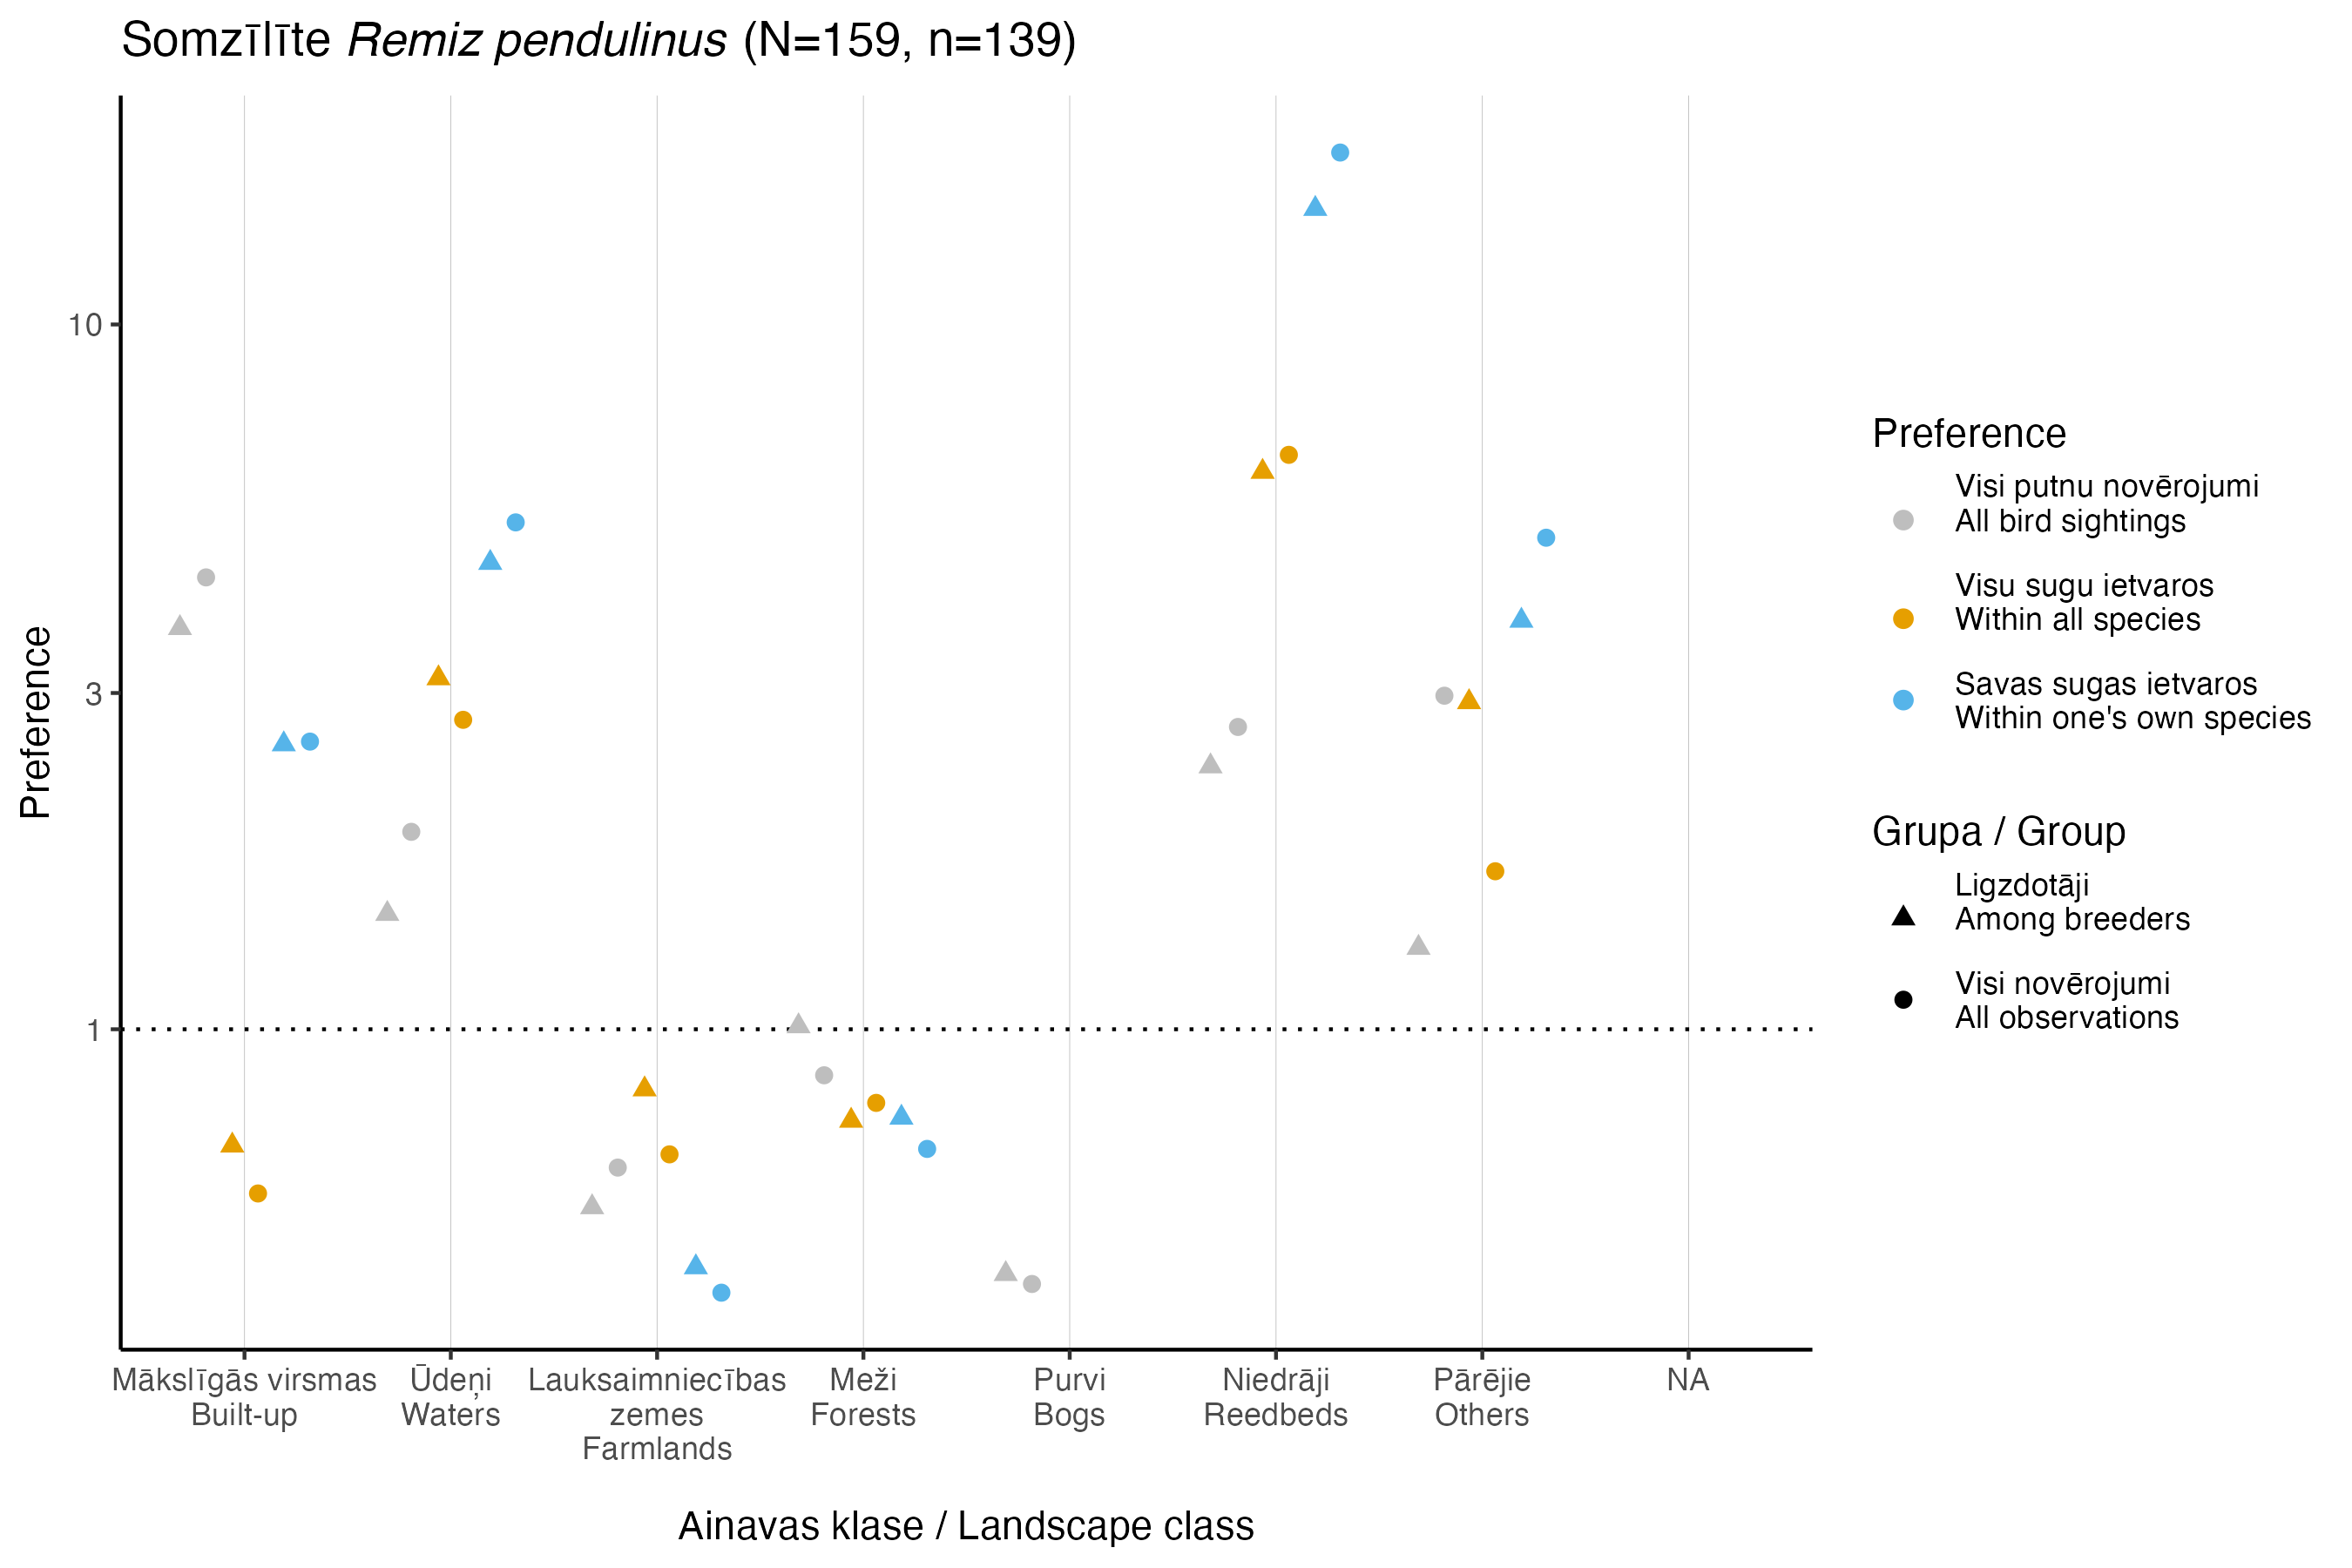 Somzīlīte Remiz pendulinus (N=159, n=139)
Preference
10
3
1
Mākslīgās virsmas
Built-up
Ūdeņi
Waters
Lauksaimniecības
zemes
Farmlands
Meži
Forests
Purvi
Bogs
Niedrāji
Reedbeds
Pārējie
Others
NA
Ainavas klase / Landscape class
Preference
Visi putnu novērojumi
All bird sightings
Visu sugu ietvaros
Within all species
Savas sugas ietvaros
Within one's own species
Grupa / Group
Ligzdotāji
Among breeders
Visi novērojumi
All observations